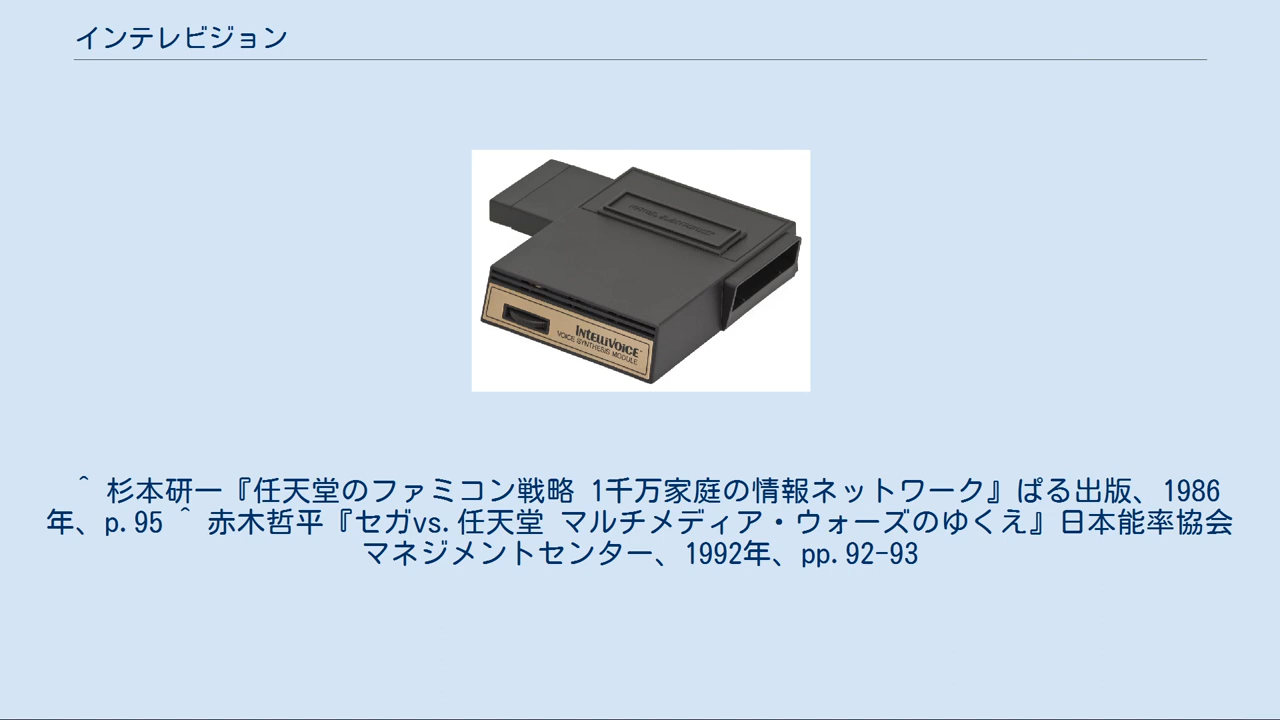 インテレビジョン
INTELLIVOICE
VOICE SYNTHESIS MODULE
^ 杉本研一『任天堂のファミコン戦略 1千万家庭の情報ネットワーク』ぱる出版、1986
年、p.95 ^ 赤木哲平『セガvs.任天堂 マルチメディア・ウォーズのゆくえ』日本能率協会
マネジメントセンター、1992年、pp.92-93